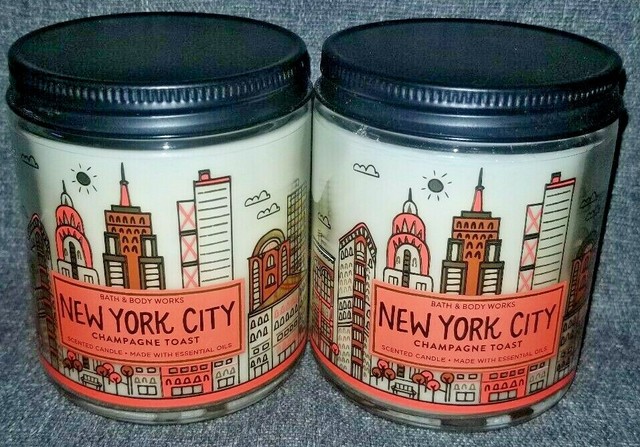 BATH & BODY WORKS
NEW YORK CITY
CHAMPAGNE TOAST
SCENTED CANDLE • MADE WITH ESSENTIAL OILS
BATH & BODY WORKS
NEW YORK CITY
CHAMPAGNE TOAST
SCENTED CANDLE • MADE WITH ESSENTIAL OILS